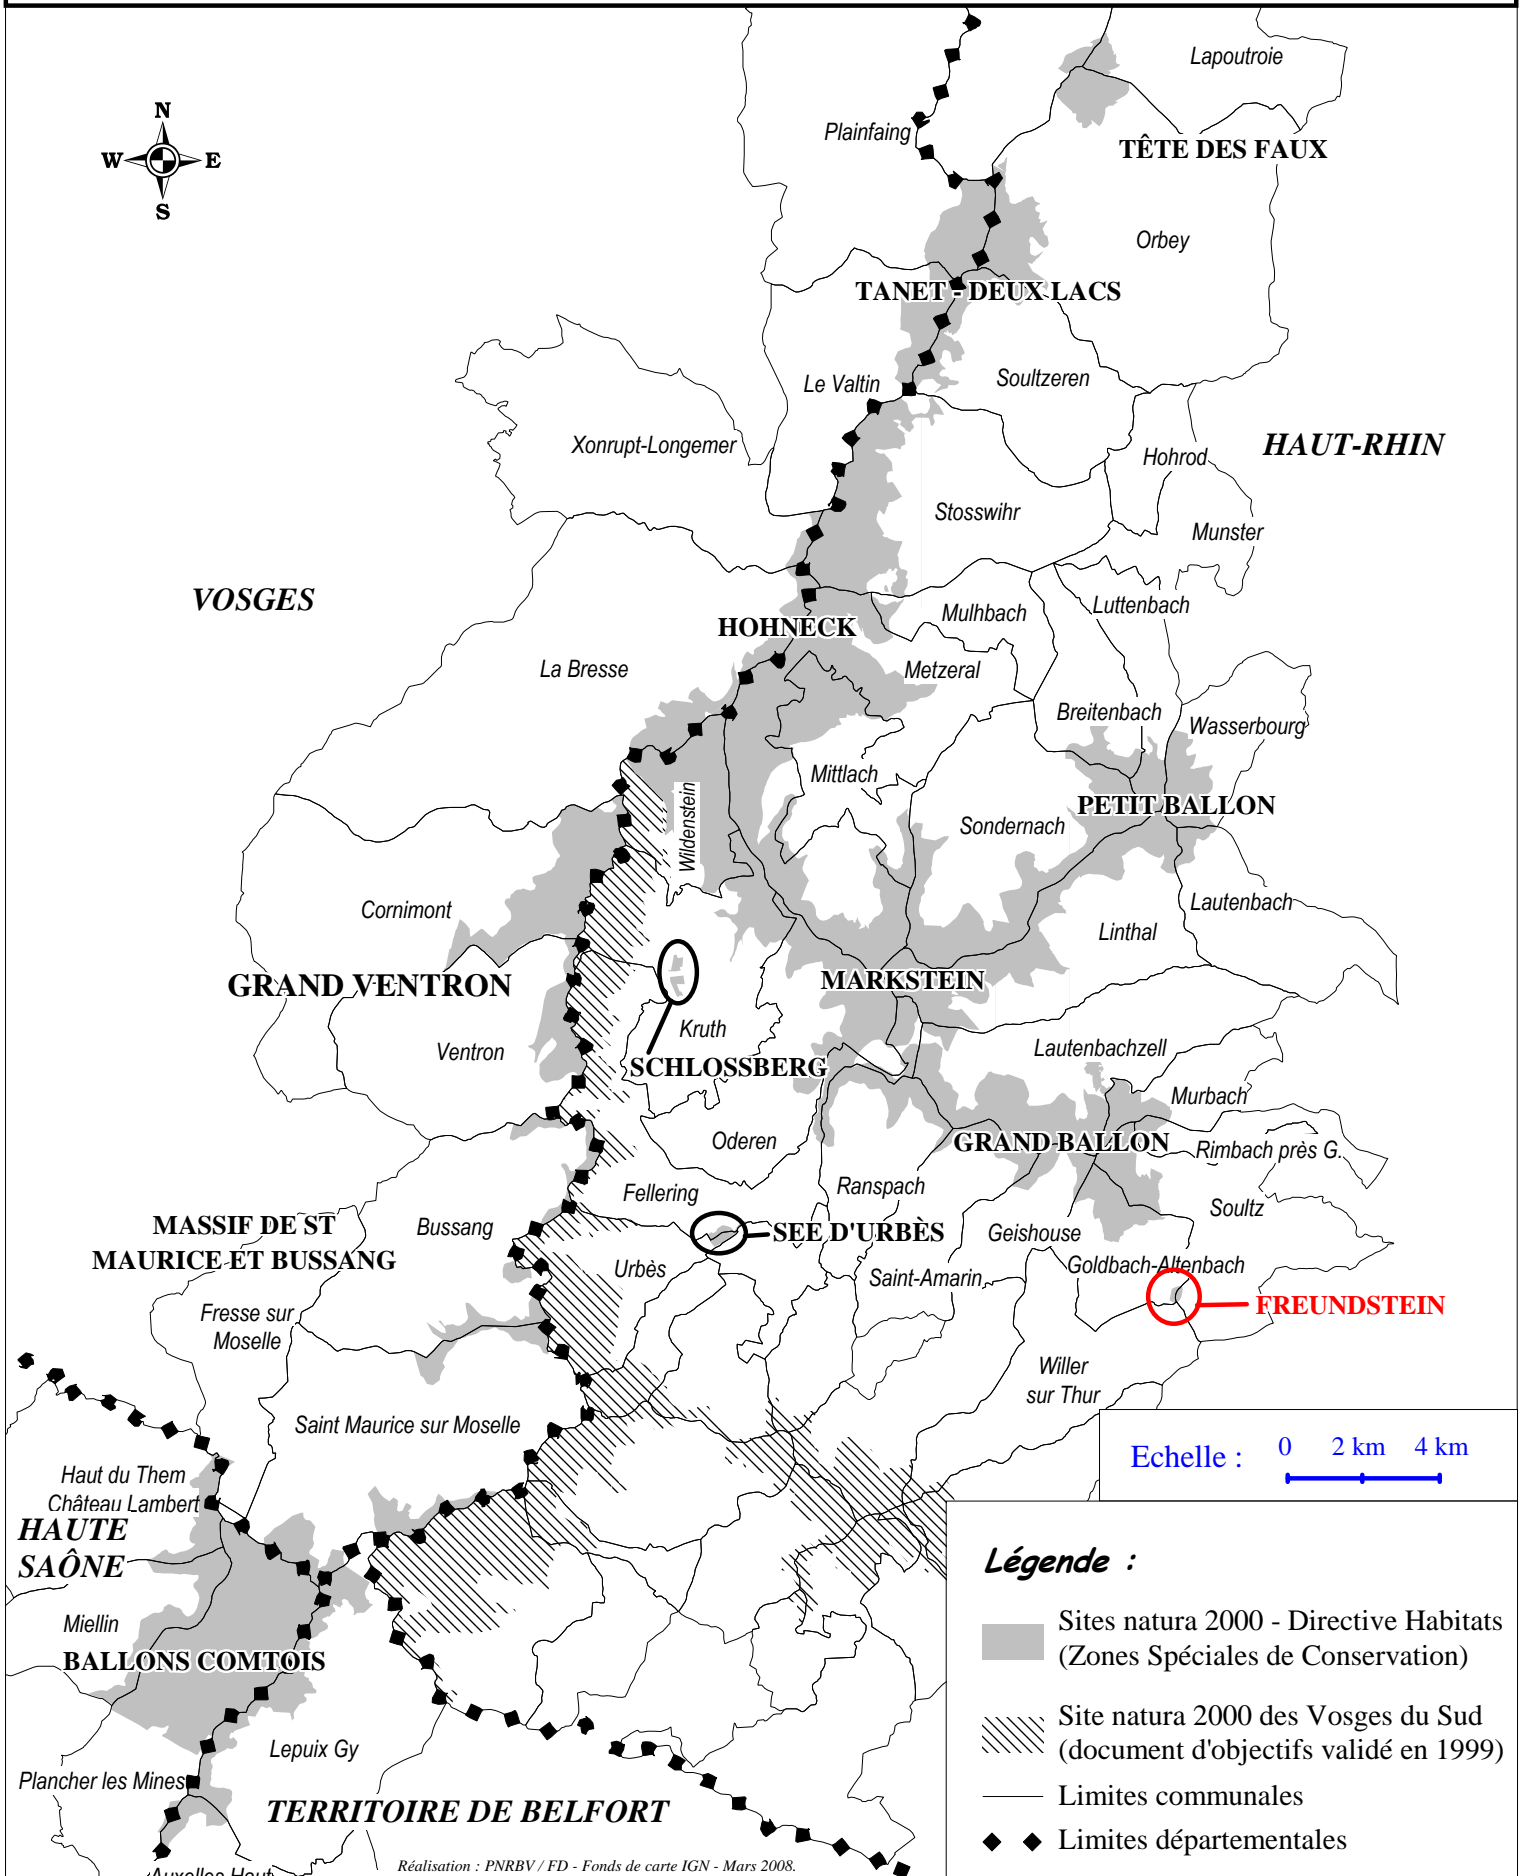 Lapoutroie
N
Plainfaing
W E
TÊTE DES FAUX
S
Orbey
TANET - DEUX LACS
Le Valtin
Soultzeren
Xonrupt-Longemer
HAUT-RHIN
Hohrod
Stosswihr
Munster
VOSGES
Luttenbach
Mulhbach
HOHNECK
La Bresse
Metzeral
Breitenbach
Wasserbourg
Mittlach
Wildenstein
PETIT BALLON
Sondernach
Cornimont
Lautenbach
Linthal
GRAND VENTRON
MARKSTEIN
Kruth
Ventron
Lautenbachzell
SCHLOSSBERG
Murbach
Oderen
GRAND BALLON
Rimbach près G.
Fellering
Ranspach
Soultz
MASSIF DE ST
MAURICE ET BUSSANG
Bussang
SEE D'URBÈS
Geishouse
Urbès
Saint-Amarin
Goldbach-Altenbach
FREUNDSTEIN
Fresse sur
Moselle
Willer
sur Thur
Saint Maurice sur Moselle
Echelle : 0 2 km 4 km
Haut du Them
Château Lambert
HAUTE
SAÔNE
Légende :
Sites natura 2000 - Directive Habitats
(Zones Spéciales de Conservation)
Miellin
BALLONS COMTOIS
Site natura 2000 des Vosges du Sud
(document d'objectifs validé en 1999)
Lepuix Gy
Plancher les Mines
Limites communales
TERRITOIRE DE BELFORT
Limites départementales
Réalisation : PNRBV / FD - Fonds de carte IGN - Mars 2008.
Auxelles Haut